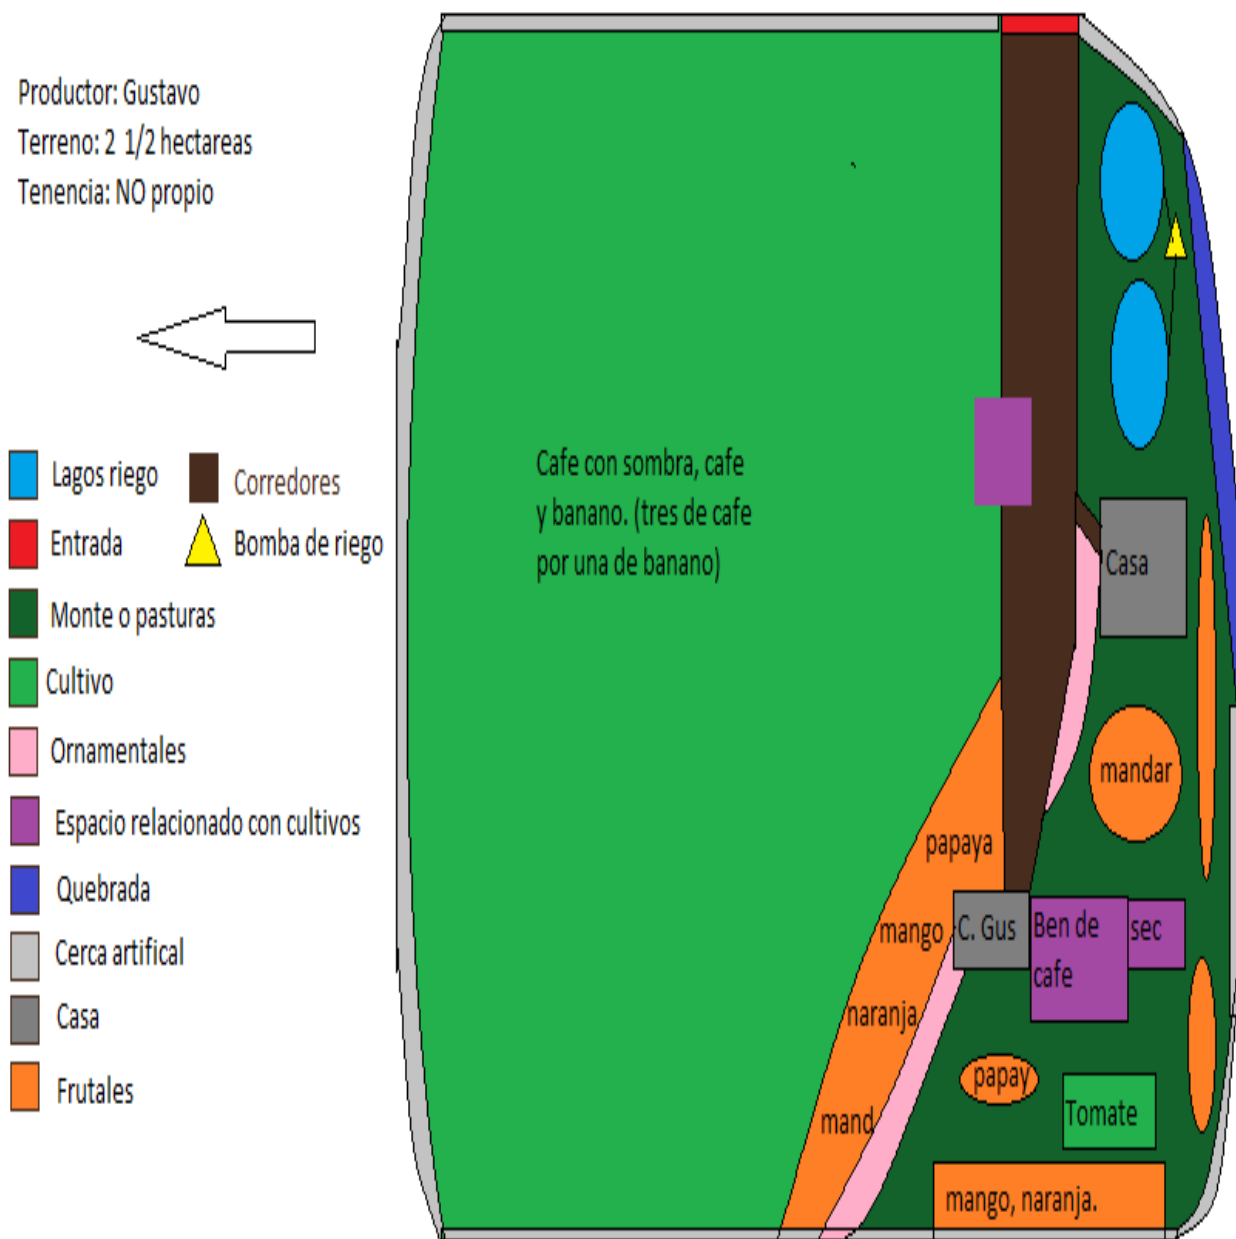 Productor: Gustavo
Terreno: 2 1/2 hectareas
Tenencia: NO propio
Lagos riego
Corredores
Entrada
Bomba de riego
Monte o pasturas
Cultivo
Ornamentales
Espacio relacionado con cultivos
Quebrada
Cerca artifical
Casa
Frutales
Cafe con sombra, cafe
y banano. (tres de cafe
por una de banano)
Casa
mandar
papaya
mango
C. Gus
Ben de
cafe
sec
naranja
papay
mand
Tomate
mango, naranja.